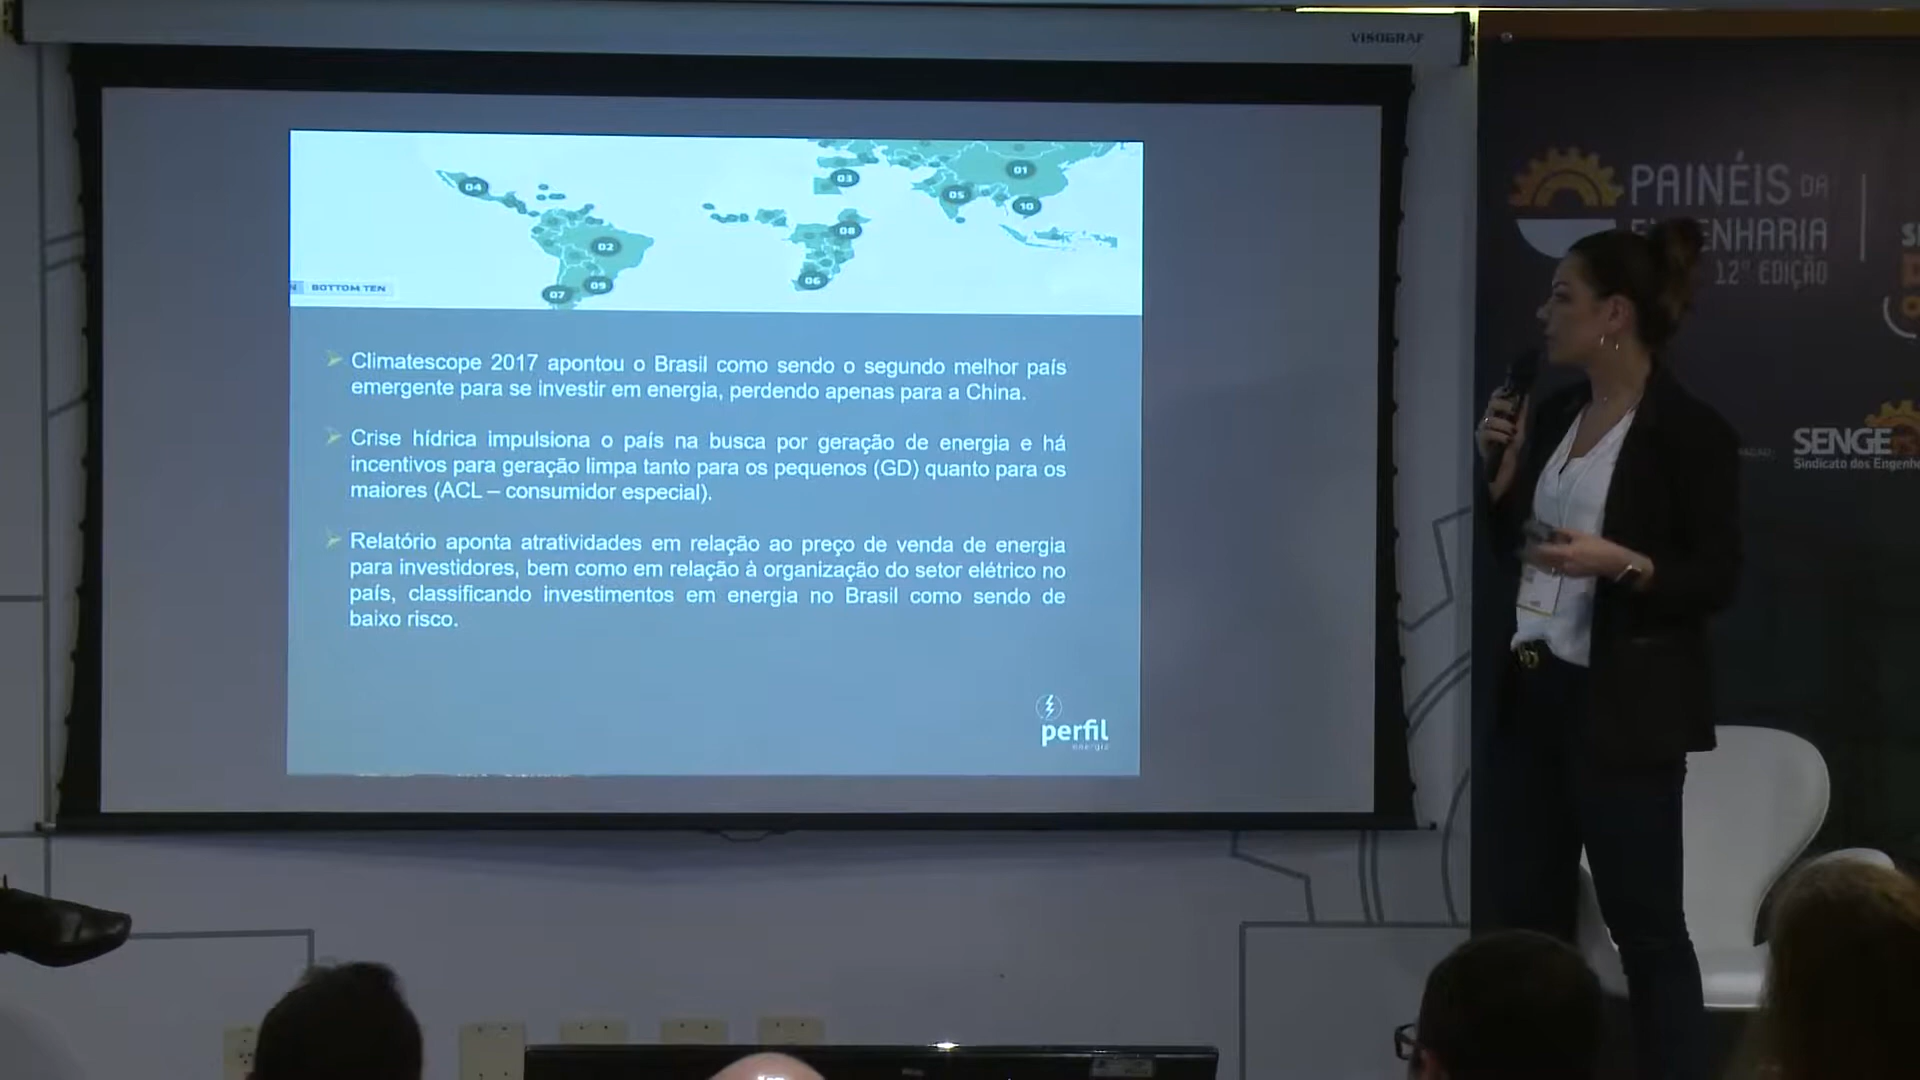 VISOGRAF
04
03
01
05
10
02
08
07
09
06
N BOTTOM TEN
Climatescope 2017 apontou o Brasil como sendo o segundo melhor país
emergente para se investir em energia, perdendo apenas para a China.
Crise hídrica impulsiona o país na busca por geração de energia e há
incentivos para geração limpa tanto para os pequenos (GD) quanto para os
maiores (ACL – consumidor especial).
Relatório aponta atratividades em relação ao preço de venda de energia
para investidores, bem como em relação à organização do setor elétrico no
país, classificando investimentos em energia no Brasil como sendo de
baixo risco.
perfil
energia
PAINÉIS DA
E GENHARIA
12ª EDIÇÃO
SENGE
Sindicato dos Engenhe